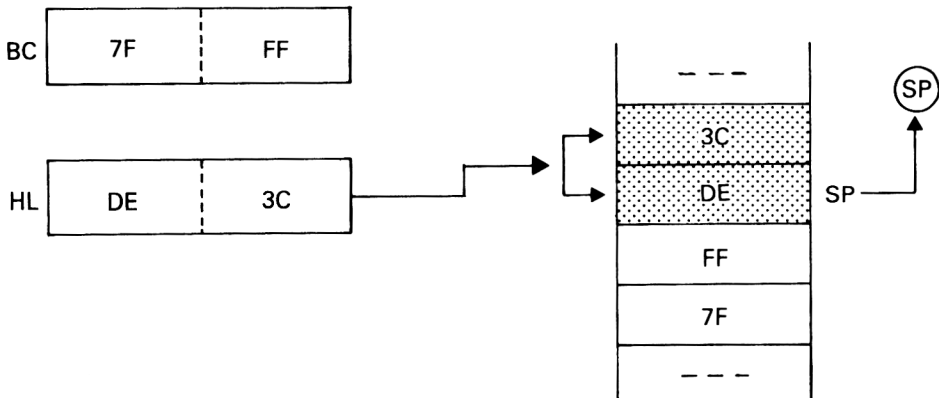 BC 7F FF
HL DE 3C
– – –
3C
DE
FF
7F
– – –
SP
SP